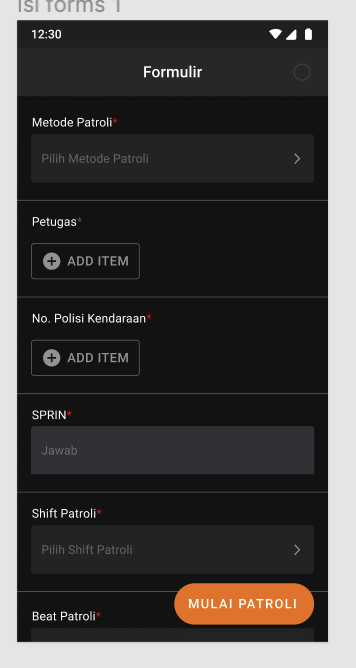 Isi forms 1
12:30
Formulir
Metode Patroli*
Pilih Metode Patroli
Petugas*
ADD ITEM
No. Polisi Kendaraan*
ADD ITEM
SPRIN*
Jawab
Shift Patroli*
Pilih Shift Patroli
MULAI PATROLI
Beat Patroli*